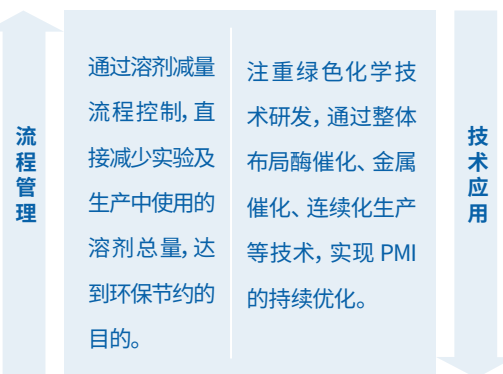 流程管理
通过溶剂减量
流程控制，直
接减少实验及
生产中使用的
溶剂总量，达
到环保节约的
目的。
注重绿色化学技
术研发，通过整体
布局酶催化、金属
催化、连续化生产
等技术，实现 PMI
的持续优化。
技术应用